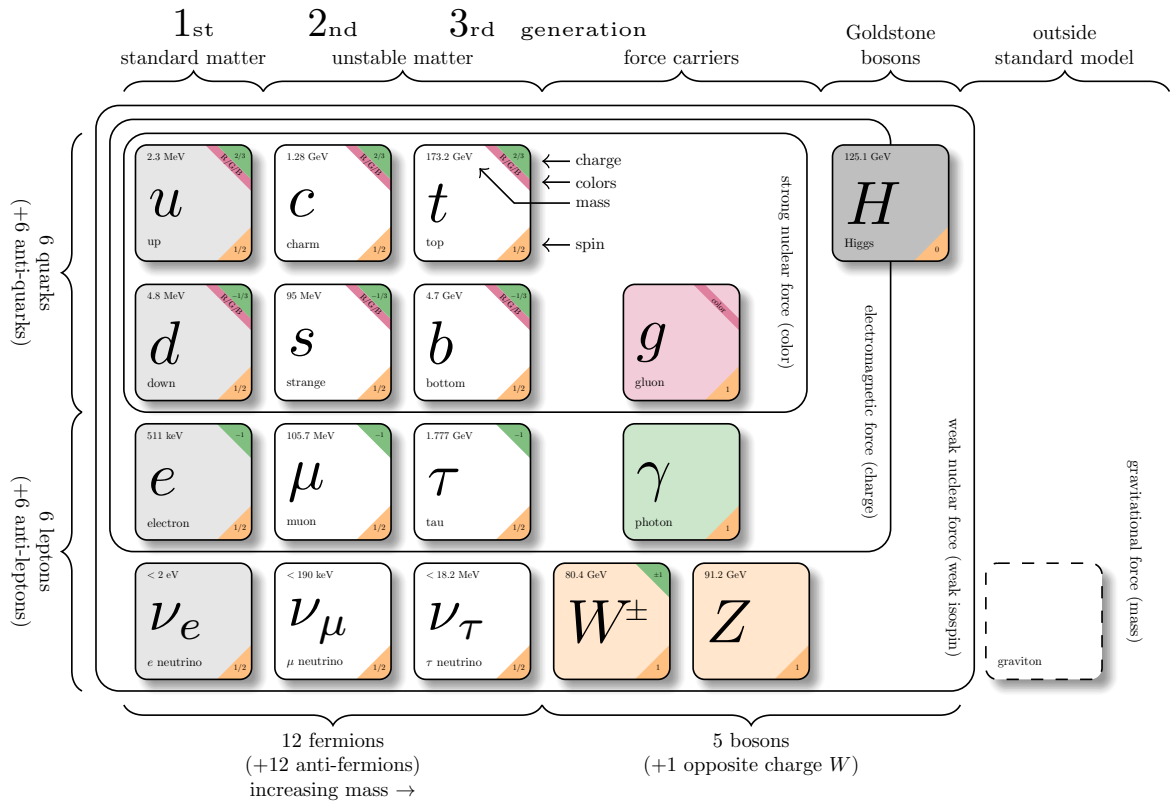 1st 2nd 3rd generation
standard matter
unstable matter
force carriers
Goldstone
bosons
outside
standard model
6 quarks
(+6 anti-quarks)
6 leptons
(+6 anti-leptons)
2.3 MeV
2/3
R/G/B
u
up
1/2
1.28 GeV
2/3
R/G/B
c
charm
1/2
173.2 GeV
2/3
R/G/B
t
top
1/2
charge
colors
mass
spin
125.1 GeV
H
Higgs
0
4.8 MeV
−1/3
R/G/B
d
down
1/2
95 MeV
−1/3
R/G/B
s
strange
1/2
4.7 GeV
−1/3
R/G/B
b
bottom
1/2
color
g
gluon
1
strong nuclear force (color)
511 keV
−1
e
electron
1/2
105.7 MeV
−1
μ
muon
1/2
1.777 GeV
−1
τ
tau
1/2
γ
photon
1
electromagnetic force (charge)
< 2 eV
νe
e neutrino
1/2
< 190 keV
νμ
μ neutrino
1/2
< 18.2 MeV
ντ
τ neutrino
1/2
80.4 GeV
±1
W±
1
91.2 GeV
Z
1
weak nuclear force (weak isospin)
graviton
gravitational force (mass)
12 fermions
(+12 anti-fermions)
increasing mass →
5 bosons
(+1 opposite charge W)